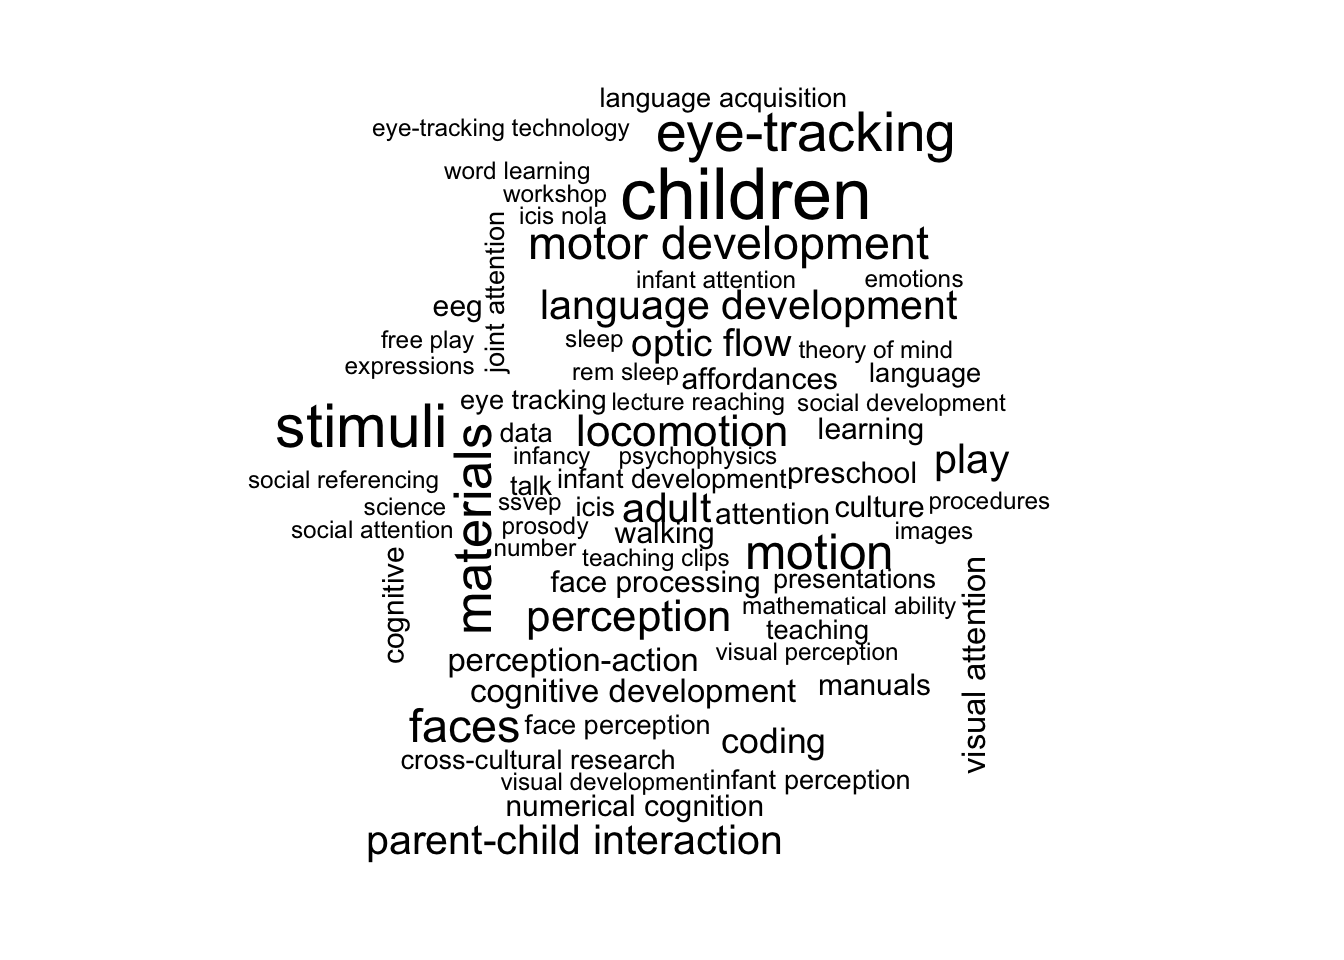 language acquisition
eye-tracking technology
eye-tracking
word learning
workshop
children
icis nola
joint attention
motor development
infant attention
emotions
eeg
language development
free play
sleep
optic flow
theory of mind
expressions
rem sleep
affordances
language
eye tracking
lecture reaching
social development
stimuli
materials
data
locomotion
learning
infancy
psychophysics
play
social referencing
talk
infant development
preschool
science
ssvep
icis
adult
attention
culture
procedures
social attention
prosody
walking
images
number
teaching clips
motion
cognitive
face processing
presentations
visual attention
perception
mathematical ability
teaching
perception-action
visual perception
cognitive development
manuals
faces
face perception
coding
cross-cultural research
visual development
infant perception
numerical cognition
parent-child interaction